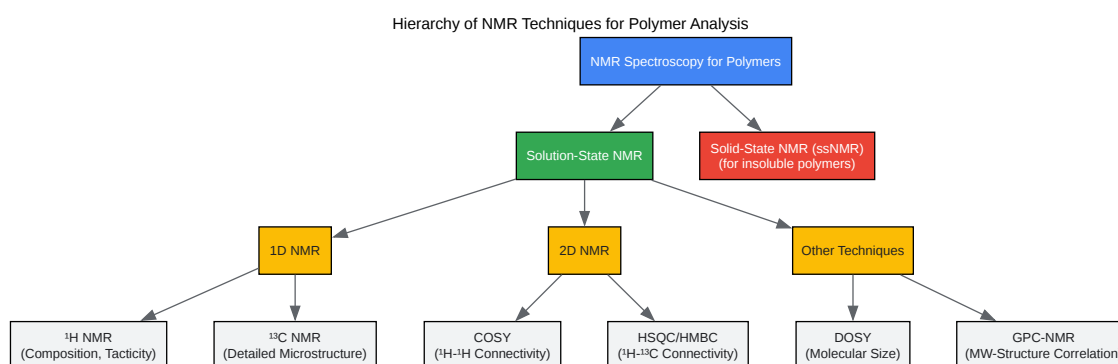 Hierarchy of NMR Techniques for Polymer Analysis
NMR Spectroscopy for Polymers
Solution-State NMR
Solid-State NMR (ssNMR)
(for insoluble polymers)
1D NMR
2D NMR
Other Techniques
¹H NMR
(Composition, Tacticity)
¹³C NMR
(Detailed Microstructure)
COSY
(¹H-¹H Connectivity)
HSQC/HMBC
(¹H-¹³C Connectivity)
DOSY
(Molecular Size)
GPC-NMR
(MW-Structure Correlation